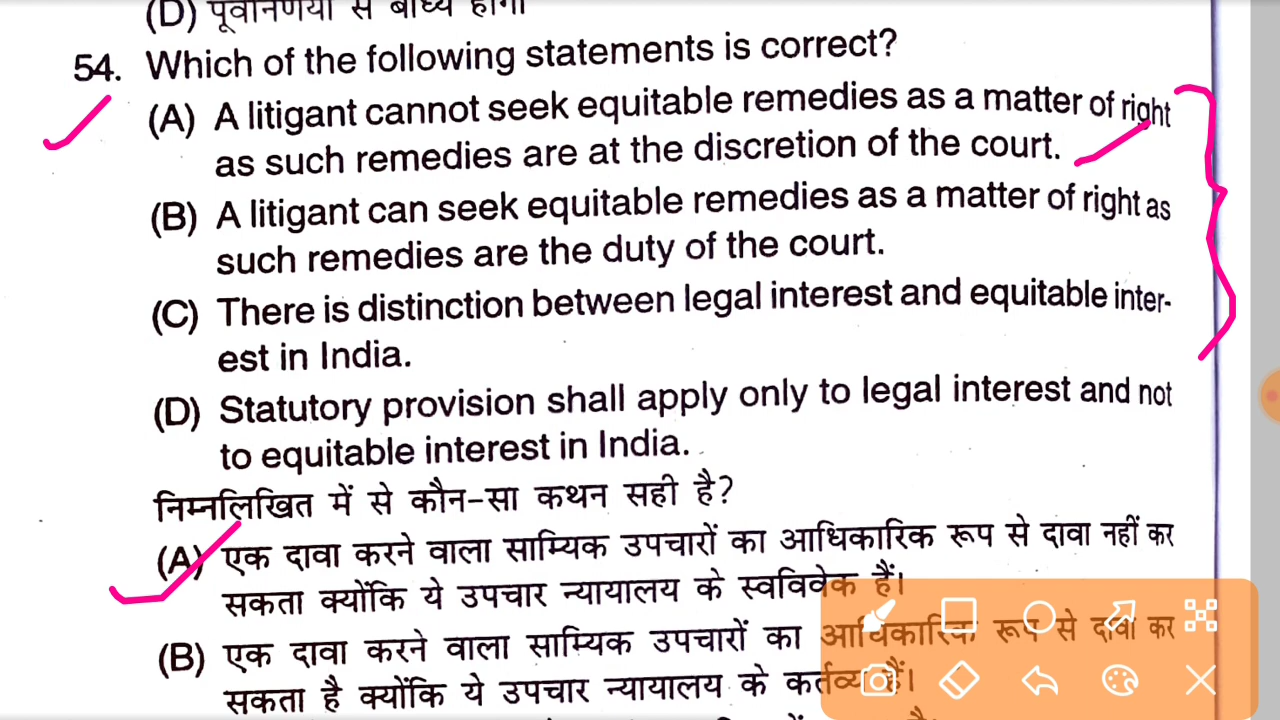 (D) पूर्वनिर्णयों से बाध्य होगा
54. Which of the following statements is correct?
(A) A litigant cannot seek equitable remedies as a matter of right
as such remedies are at the discretion of the court.
(B) A litigant can seek equitable remedies as a matter of right as
such remedies are the duty of the court.
(C) There is distinction between legal interest and equitable inter-
est in India.
(D) Statutory provision shall apply only to legal interest and not
to equitable interest in India.
निम्नलिखित में से कौन-सा कथन सही है?
(A) एक दावा करने वाला साम्यिक उपचारों का आधिकारिक रूप से दावा नहीं कर
सकता क्योंकि ये उपचार न्यायालय के स्वविवेक हैं।
(B) एक दावा करने वाला साम्यिक उपचारों का आधिकारिक रूप से दावा कर
सकता है क्योंकि ये उपचार न्यायालय के कर्तव्य हैं।